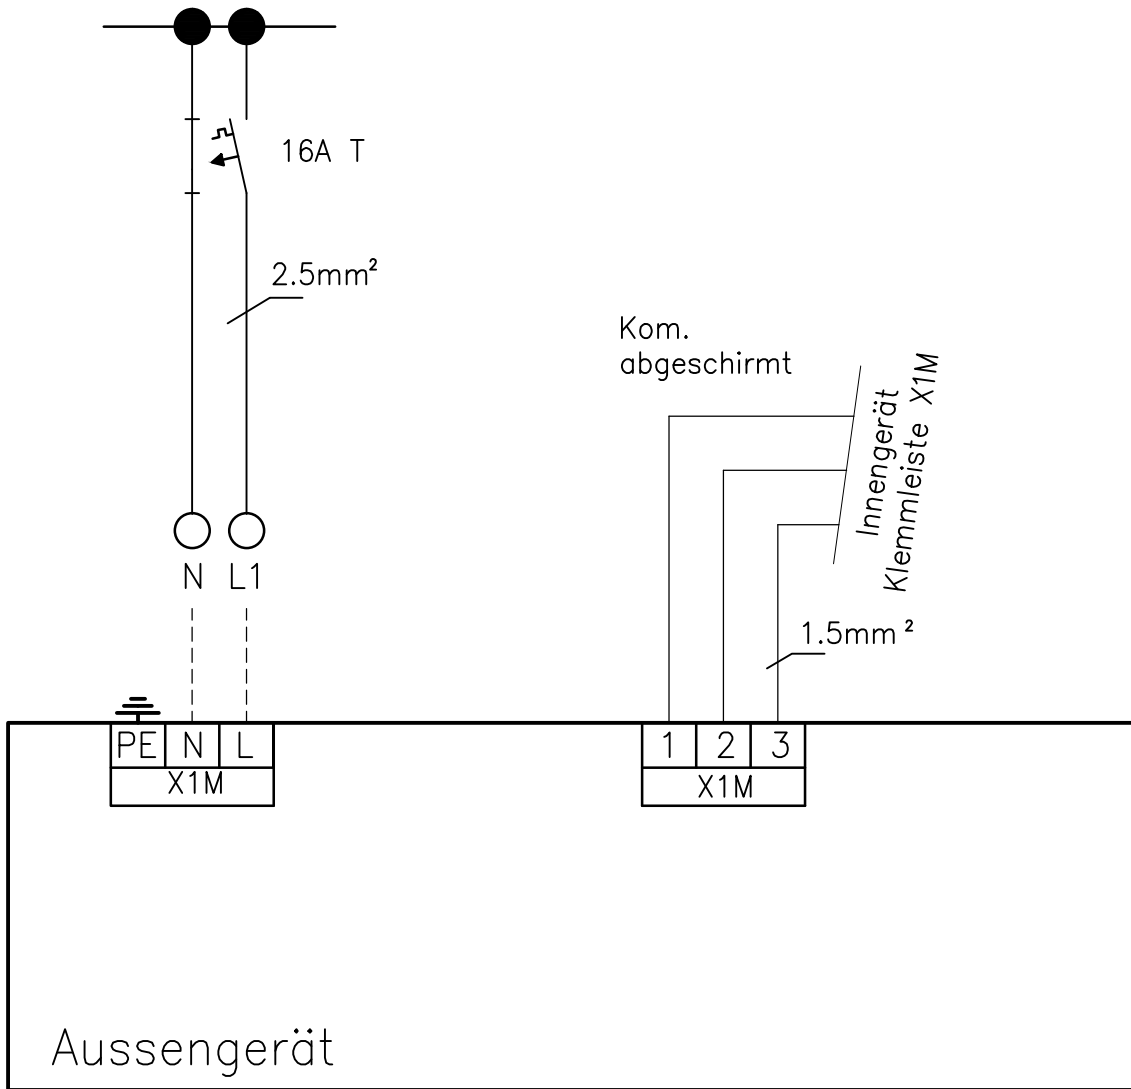 16A T
2.5mm²
Kom.
abgeschirmt
Innengerät
Klemmleiste X1M
N L1
1.5mm²
PE N L
X1M
1 2 3
X1M
Aussengerät